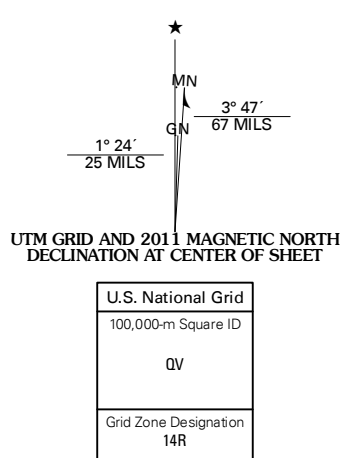 ★
MN
3° 47´
67 MILS
GN
1° 24´
25 MILS
UTM GRID AND 2011 MAGNETIC NORTH
DECLINATION AT CENTER OF SHEET
U.S. National Grid
100,000-m Square ID
QV
Grid Zone Designation
14R